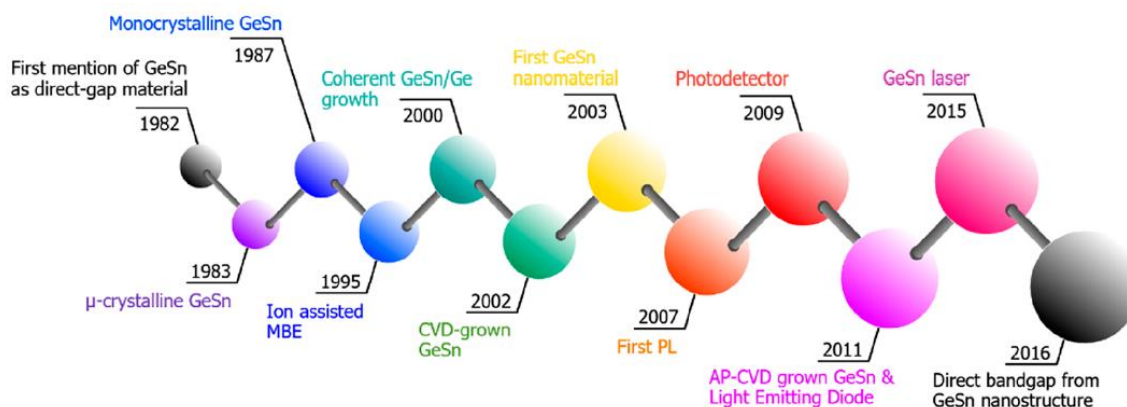 First mention of GeSn
as direct-gap material
1982
1983
μ-crystalline GeSn
Monocrystalline GeSn
1987
1995
Ion assisted
MBE
Coherent GeSn/Ge
growth
2000
2002
CVD-grown
GeSn
First GeSn
nanomaterial
2003
2007
First PL
Photodetector
2009
2011
AP-CVD grown GeSn &
Light Emitting Diode
GeSn laser
2015
2016
Direct bandgap from
GeSn nanostructure